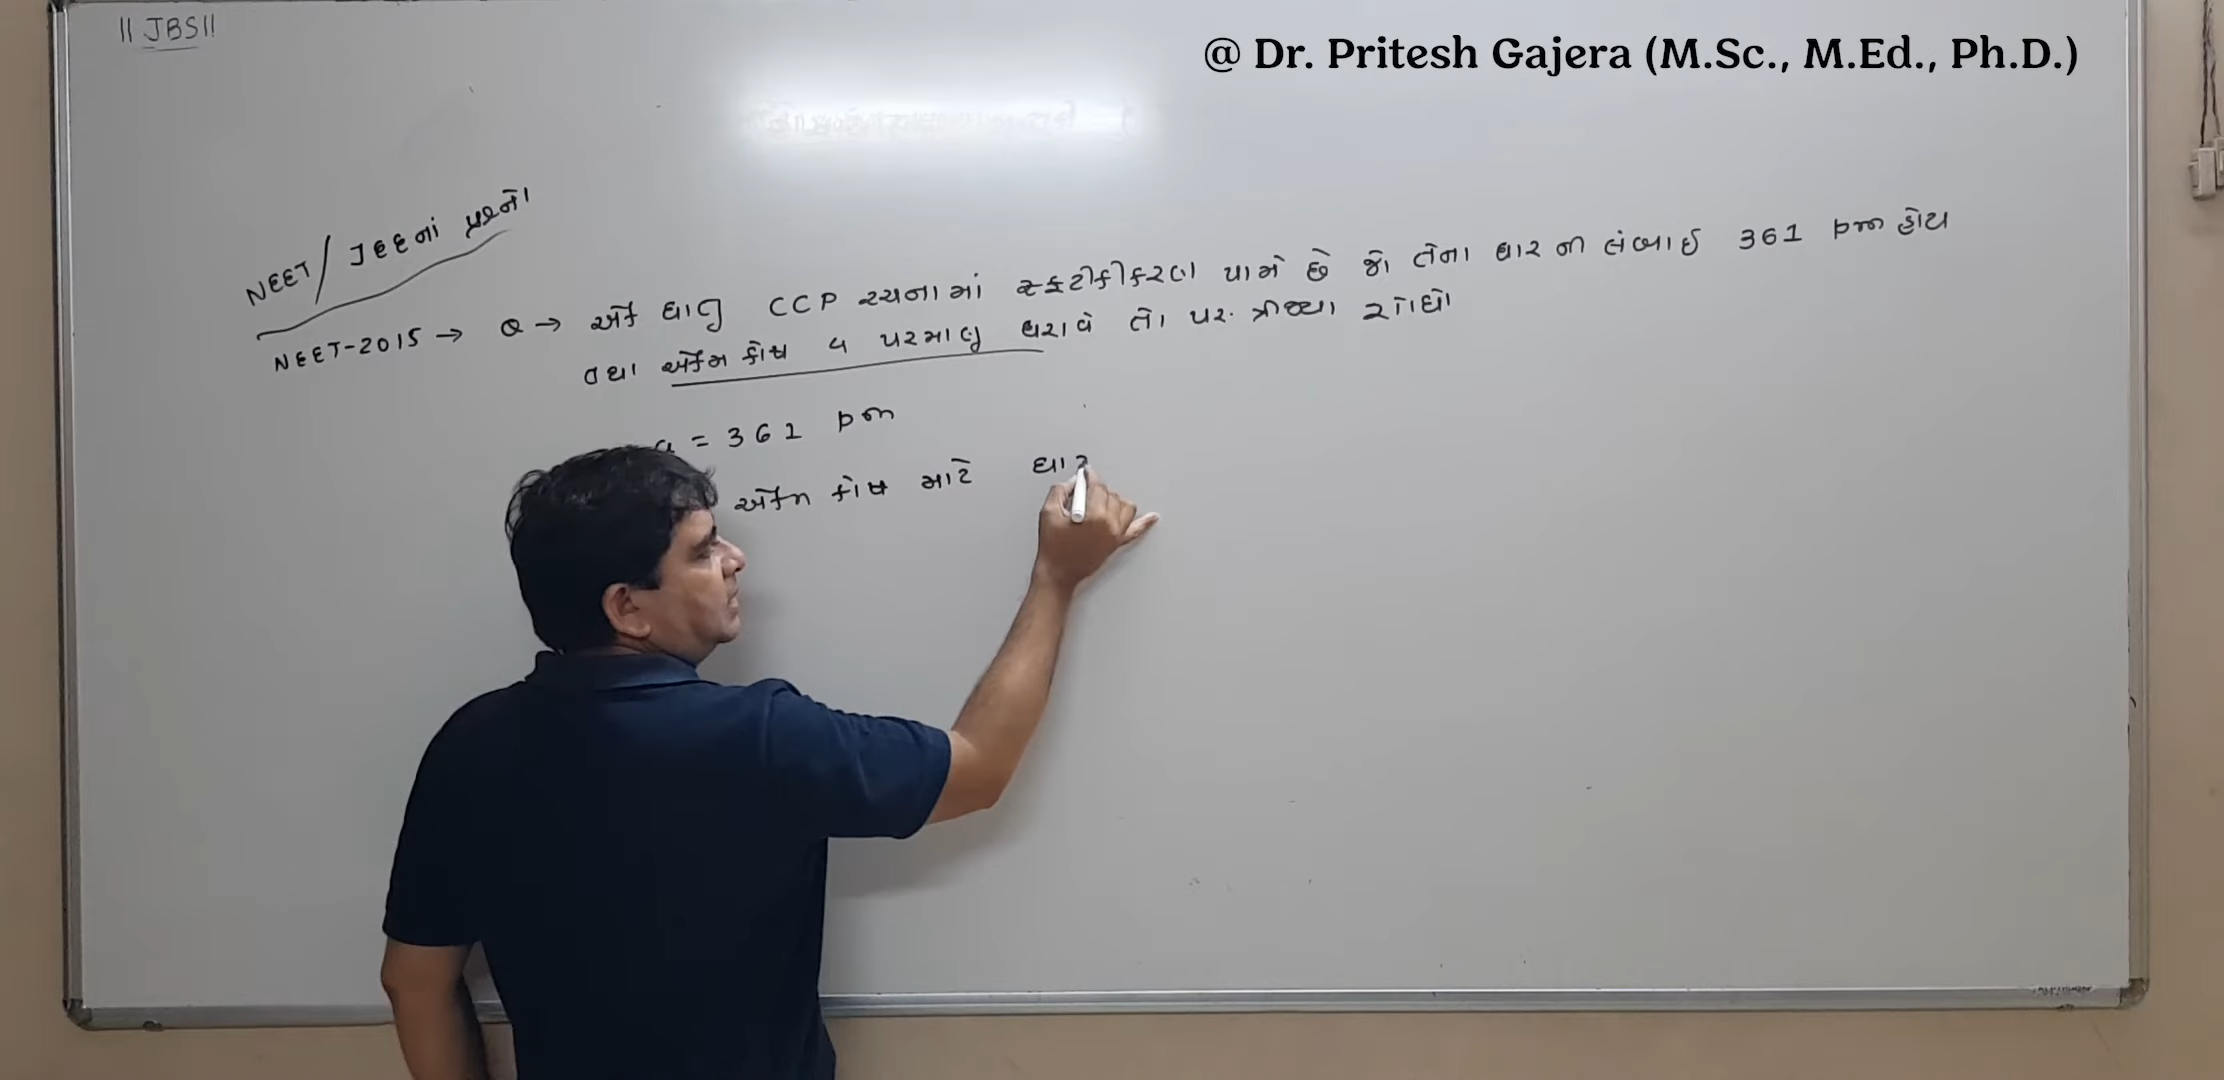 || JBS ||
@ Dr. Pritesh Gajera (M.Sc., M.Ed., Ph.D.)
NEET / JEEનાં પ્રશ્નો
NEET-2015 → Q → એક ધાતુ CCP રચનામાં સ્ફટીકીકરણ પામે છે જો તેના ધાર ની લંબાઈ 361 pm હોય
તથા એકમ કોષ 4 પરમાણુ ધરાવે તો પર. ત્રીજ્યા શોધો
a = 361 pm
એકમ કોષ માટે ધાર